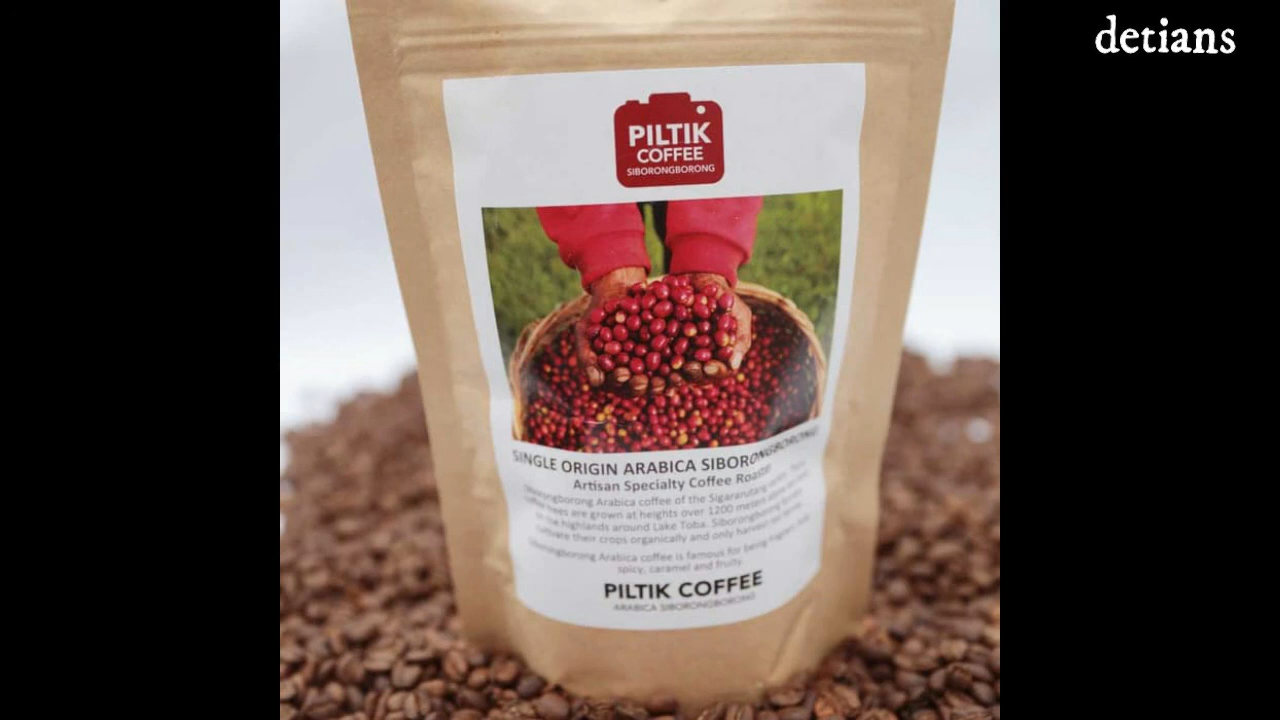 detians
PILTIK
COFFEE
SIBORONGBORONG
SINGLE ORIGIN ARABICA SIBORONGBORONG
Artisan Specialty Coffee Roaster
Siborongborong Arabica coffee of the Sigararutang
coffee trees are grown at heights over 1200 meters
in the highlands around Lake Toba. Siborongborong
cultivate their crops organically and only harvest
Siborongborong Arabica coffee is famous for being
spicy, caramel and fruity
PILTIK COFFEE
ARABICA SIBORONGBORONG